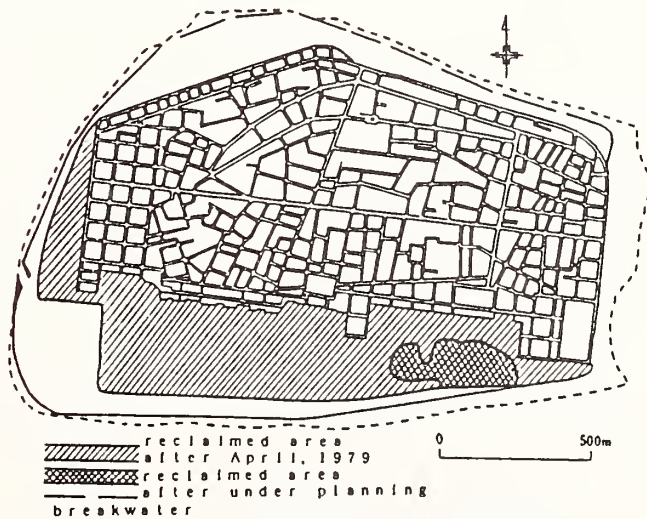 0 500m
reclaimed area
after April, 1979
reclaimed area
after under planning
breakwater